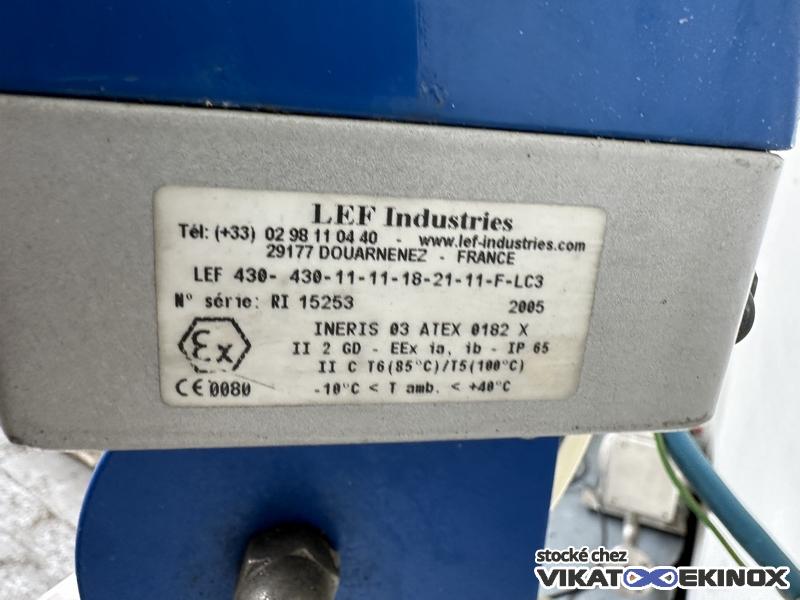 LEF Industries
Tél: (+33) 02 98 11 04 40 - www.lef-industries.com
29177 DOUARNENEZ - FRANCE
LEF 430- 430-11-11-18-21-11-F-LC3
N° série: RI 15253 2005
INERIS 03 ATEX 0182 X
Ex II 2 GD - EEx ia, ib - IP 65
II C T6(85°C)/T5(100°C)
CE 0080 -10°C < T amb. < +40°C
stocké chez
VIKATEKINOX